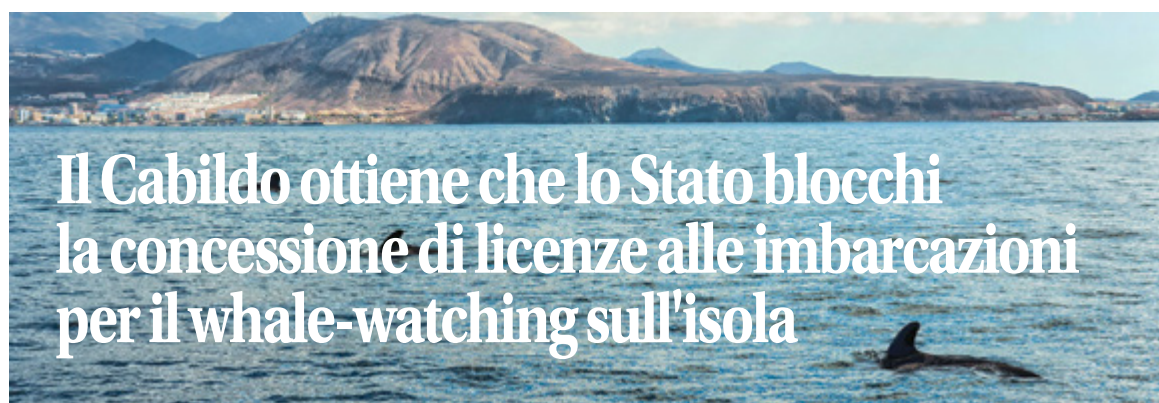 Il Cabildo ottiene che lo Stato blocchi
la concessione di licenze alle imbarcazioni
per il whale-watching sull'isola